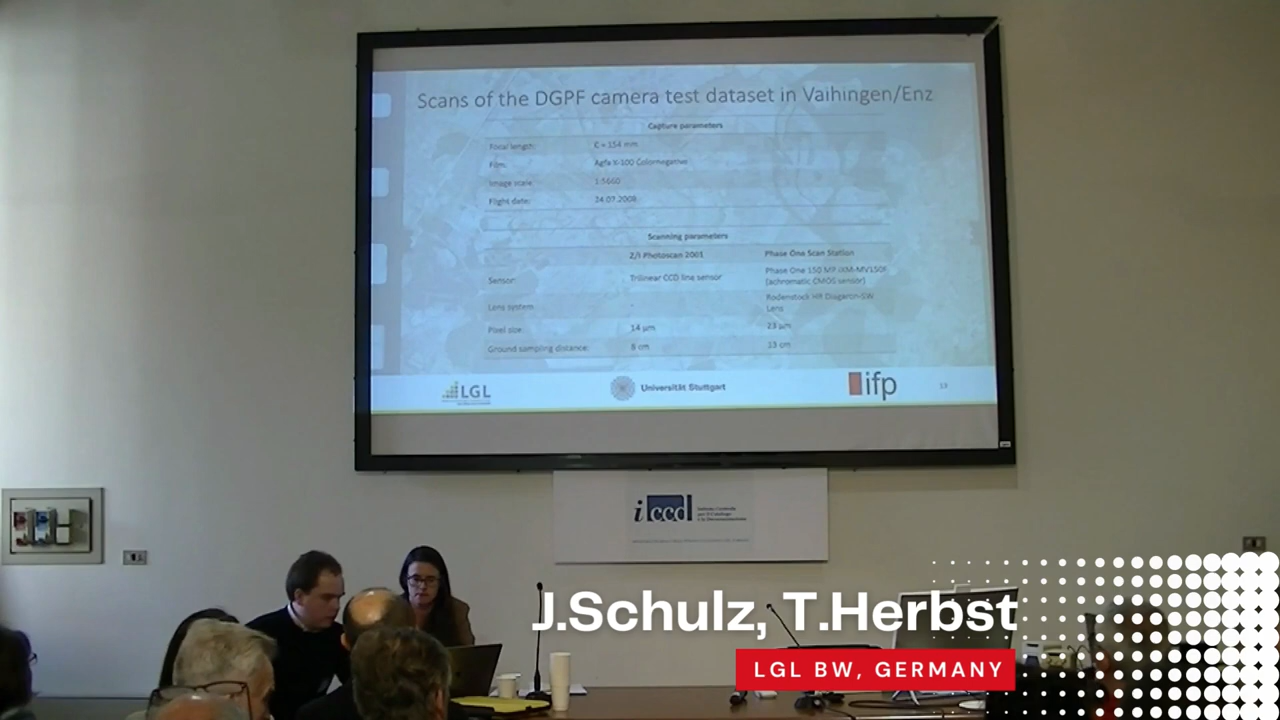 Scans of the DGPF camera test dataset in Vaihingen/Enz
Capture parameters
Focal length: C = 154 mm
Film: Agfa X-100 Colornegative
Image scale: 1:5660
Flight date: 24.07.2008
Scanning parameters
Z/I Photoscan 2001 Phase One Scan Station
Sensor: Trilinear CCD line sensor Phase One 150 MP iXM-MV150F (achromatic CMOS sensor)
Lens system: - Rodenstock HR Digaron-SW Lens
Pixel size: 14 µm 23 µm
Ground sampling distance: 8 cm 13 cm
LGL Universität Stuttgart ifp
iccd
J.Schulz, T.Herbst
LGL BW, GERMANY